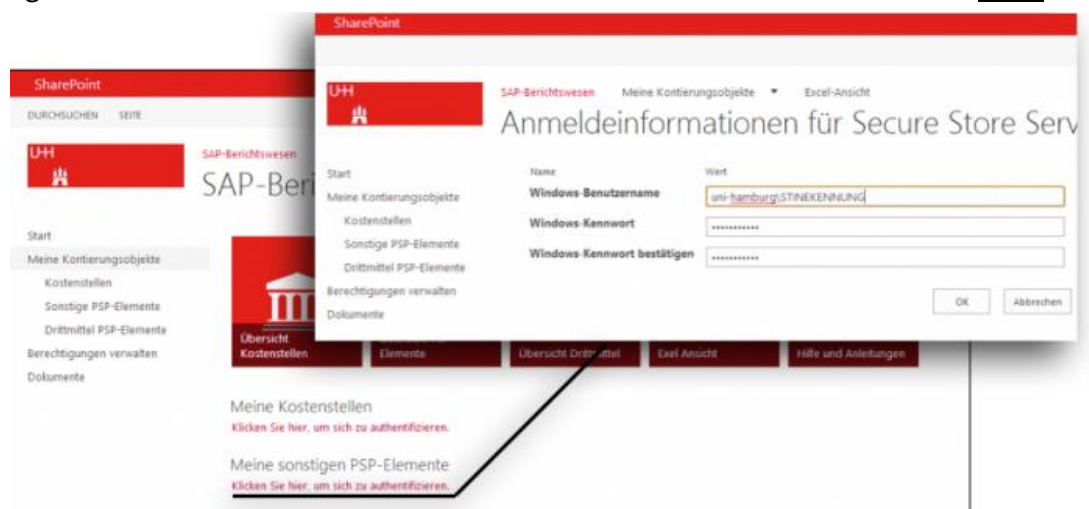 SharePoint
DURCHSUCHEN SEITE
UH
SAP-Berichtswesen
SAP-Beri
Start
Meine Kontierungsobjekte
Kostenstellen
Sonstige PSP-Elemente
Drittmittel PSP-Elemente
Berechtigungen verwalten
Dokumente
Übersicht
Kostenstellen
Elemente
Übersicht Drittmittel
Exel Ansicht
Hilfe und Anleitungen
Meine Kostenstellen
Klicken Sie hier, um sich zu authentifizieren.
Meine sonstigen PSP-Elemente
Klicken Sie hier, um sich zu authentifizieren.
SharePoint
UH
SAP-Berichtswesen Meine Kontierungsobjekte Excel-Ansicht
Anmeldeinformationen für Secure Store Serv
Start
Meine Kontierungsobjekte
Kostenstellen
Sonstige PSP-Elemente
Drittmittel PSP-Elemente
Berechtigungen verwalten
Dokumente
Name Wert
Windows-Benutzername uni-hamburg\STINEKENNUNG
Windows-Kennwort •••••••••••
Windows-Kennwort bestätigen •••••••••••
OK Abbrechen